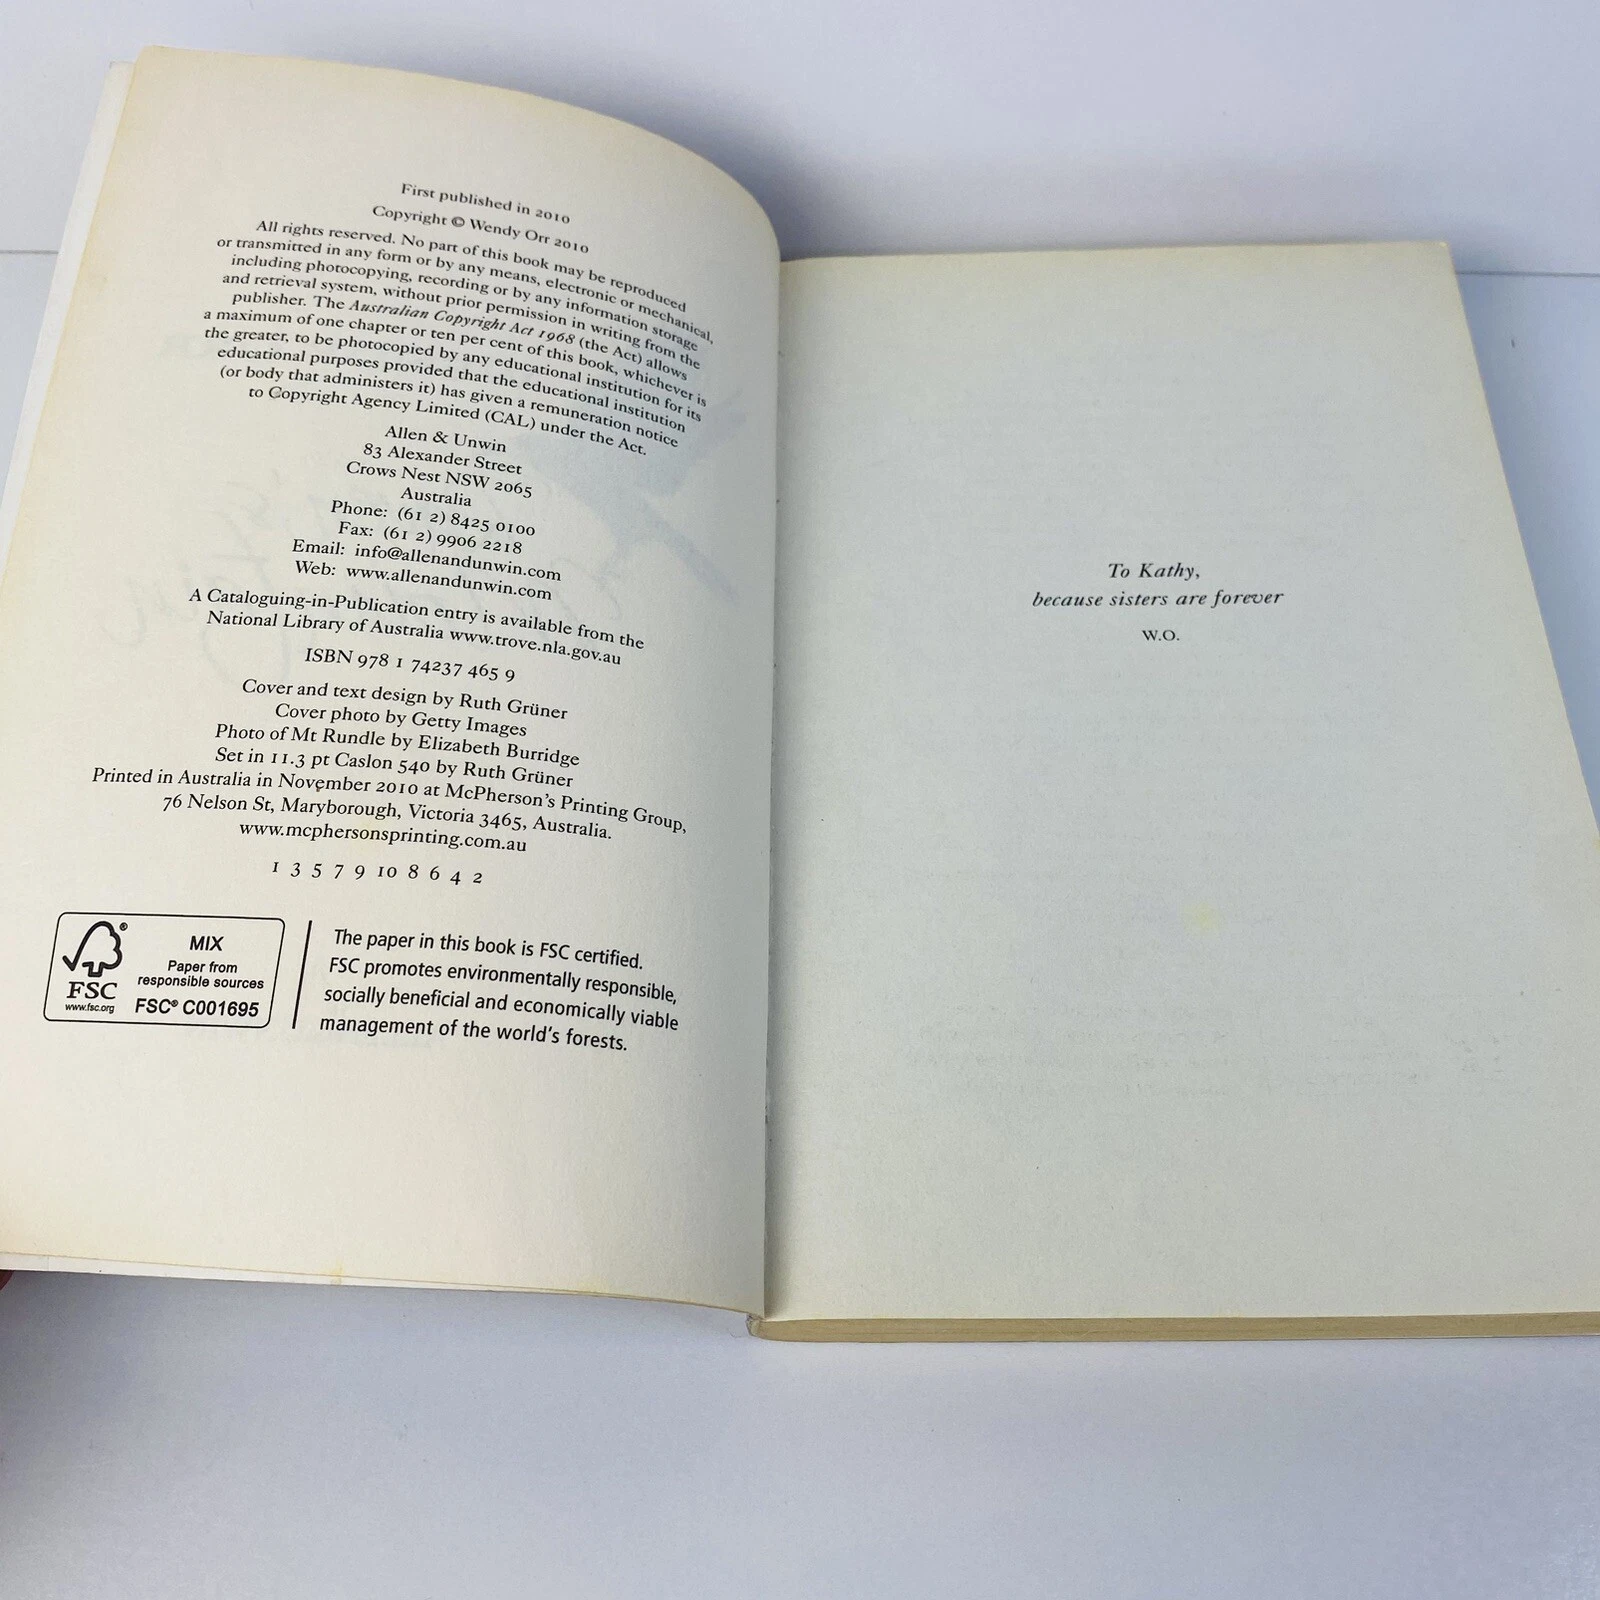 First published in 2010
Copyright © Wendy Orr 2010
All rights reserved. No part of this book may be reproduced
or transmitted in any form or by any means, electronic or mechanical,
including photocopying, recording or by any information storage
and retrieval system, without prior permission in writing from the
publisher. The Australian Copyright Act 1968 (the Act) allows
a maximum of one chapter or ten per cent of this book, whichever is
the greater, to be photocopied by any educational institution for its
educational purposes provided that the educational institution
(or body that administers it) has given a remuneration notice
to Copyright Agency Limited (CAL) under the Act.
Allen & Unwin
83 Alexander Street
Crows Nest NSW 2065
Australia
Phone: (61 2) 8425 0100
Fax: (61 2) 9906 2218
Email: info@allenandunwin.com
Web: www.allenandunwin.com
A Cataloguing-in-Publication entry is available from the
National Library of Australia www.trove.nla.gov.au
ISBN 978 1 74237 465 9
Cover and text design by Ruth Grüner
Cover photo by Getty Images
Photo of Mt Rundle by Elizabeth Burridge
Set in 11.3 pt Caslon 540 by Ruth Grüner
Printed in Australia in November 2010 at McPherson's Printing Group,
76 Nelson St, Maryborough, Victoria 3465, Australia.
www.mcphersonsprinting.com.au
1 3 5 7 9 10 8 6 4 2
FSC
www.fsc.org
MIX
Paper from
responsible sources
FSC® C001695
The paper in this book is FSC certified.
FSC promotes environmentally responsible,
socially beneficial and economically viable
management of the world's forests.
To Kathy,
because sisters are forever
W.O.